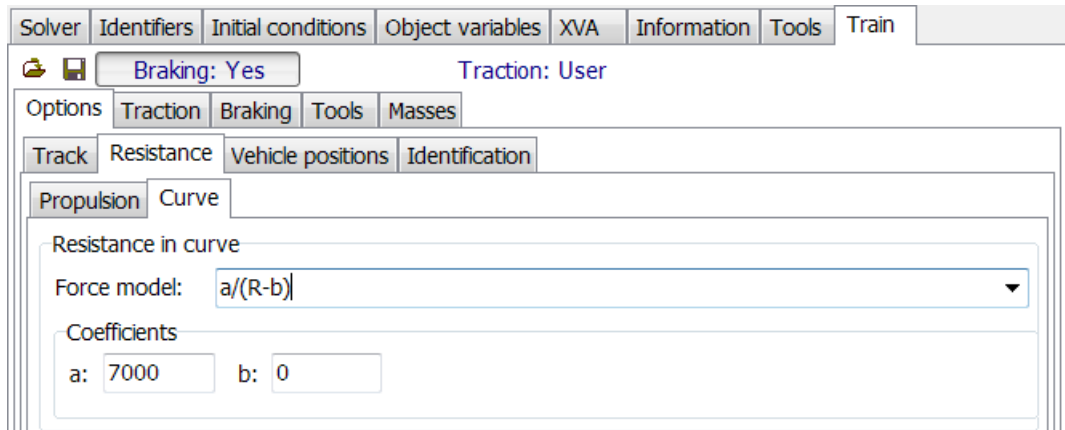 Solver Identifiers Initial conditions Object variables XVA Information Tools Train
Braking: Yes Traction: User
Options Traction Braking Tools Masses
Track Resistance Vehicle positions Identification
Propulsion Curve
Resistance in curve
Force model: a/(R-b)
Coefficients
a: 7000 b: 0